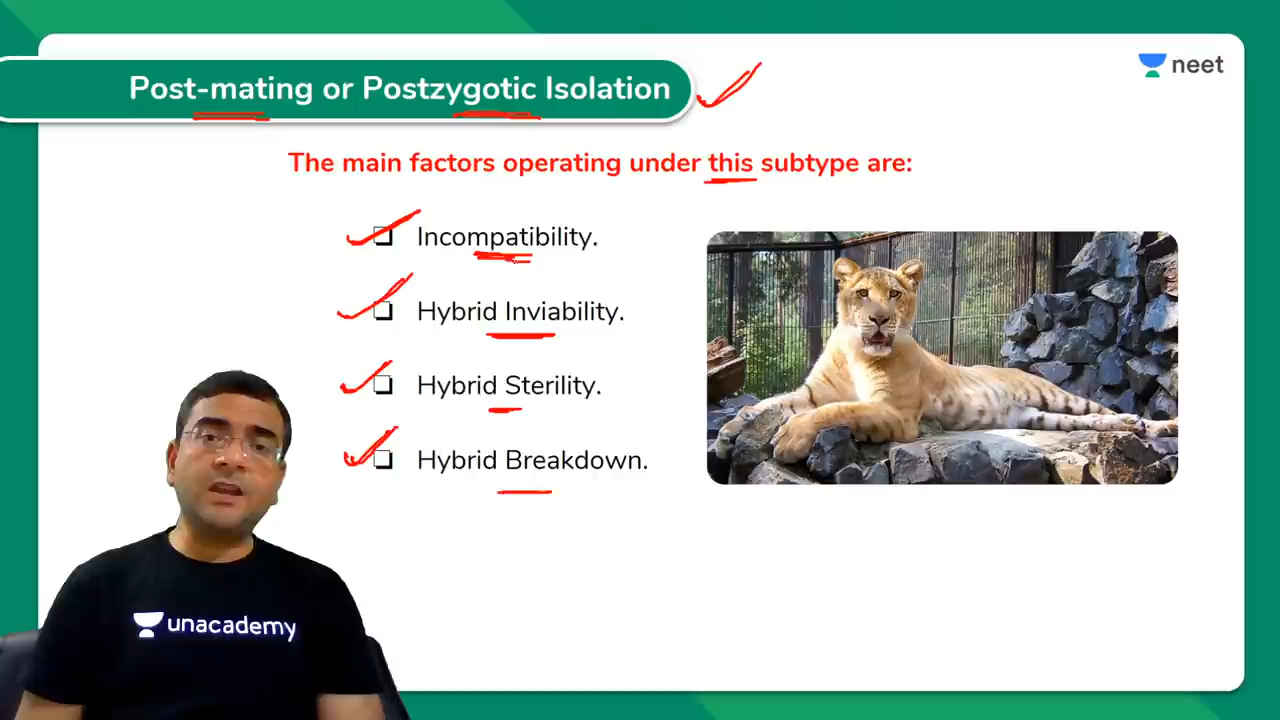 Post-mating or Postzygotic Isolation
neet
The main factors operating under this subtype are:
Incompatibility.
Hybrid Inviability.
Hybrid Sterility.
Hybrid Breakdown.
unacademy